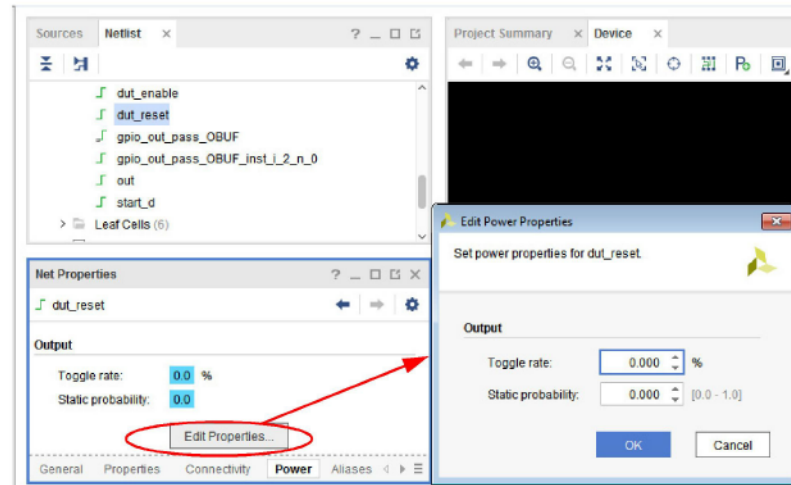 Sources Netlist
Project Summary Device
dut_enable
dut_reset
gpio_out_pass_OBUF
gpio_out_pass_OBUF_inst_i_2_n_0
out
start_d
Leaf Cells (6)
Net Properties
dut_reset
Output
Toggle rate: 0.0 %
Static probability: 0.0
Edit Properties...
General Properties Connectivity Power Aliases
Edit Power Properties
Set power properties for dut_reset.
Output
Toggle rate: 0.000 %
Static probability: 0.000 [0.0 - 1.0]
OK Cancel